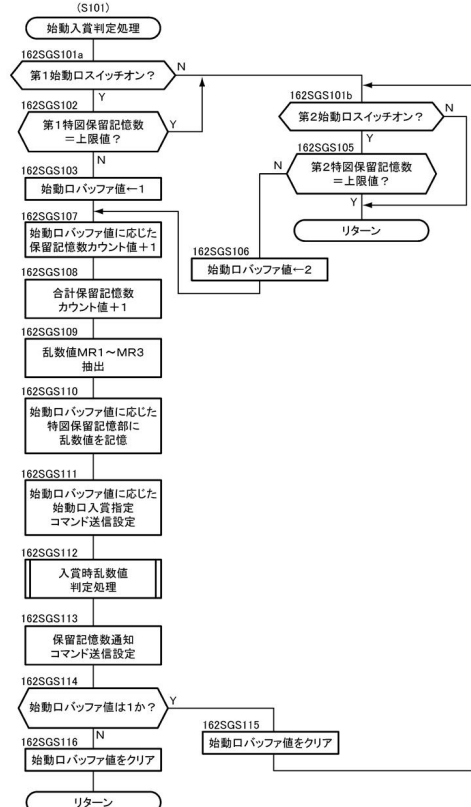 (S101)
始動入賞判定処理
162SGS101a
第1始動口スイッチオン?
N
Y
162SGS102
第1特図保留記憶数
=上限値?
Y
N
162SGS103
始動口バッファ値←1
162SGS107
始動口バッファ値に応じた
保留記憶数カウント値+1
162SGS108
合計保留記憶数
カウント値+1
162SGS109
乱数値MR1~MR3
抽出
162SGS110
始動口バッファ値に応じた
特図保留記憶部に
乱数値を記憶
162SGS111
始動口バッファ値に応じた
始動口入賞指定
コマンド送信設定
162SGS112
入賞時乱数値
判定処理
162SGS113
保留記憶数通知
コマンド送信設定
162SGS114
始動口バッファ値は1か?
Y
N
162SGS116
始動口バッファ値をクリア
リターン
162SGS101b
第2始動口スイッチオン?
N
Y
162SGS105
N
第2特図保留記憶数
=上限値?
Y
リターン
162SGS106
始動口バッファ値←2
162SGS115
始動口バッファ値をクリア